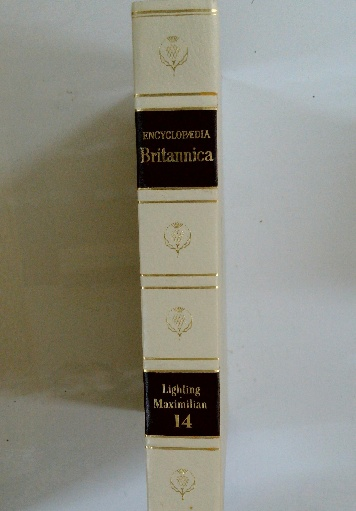 ENCYCLOPÆDIA
Britannica
Lighting
Maximilian
14